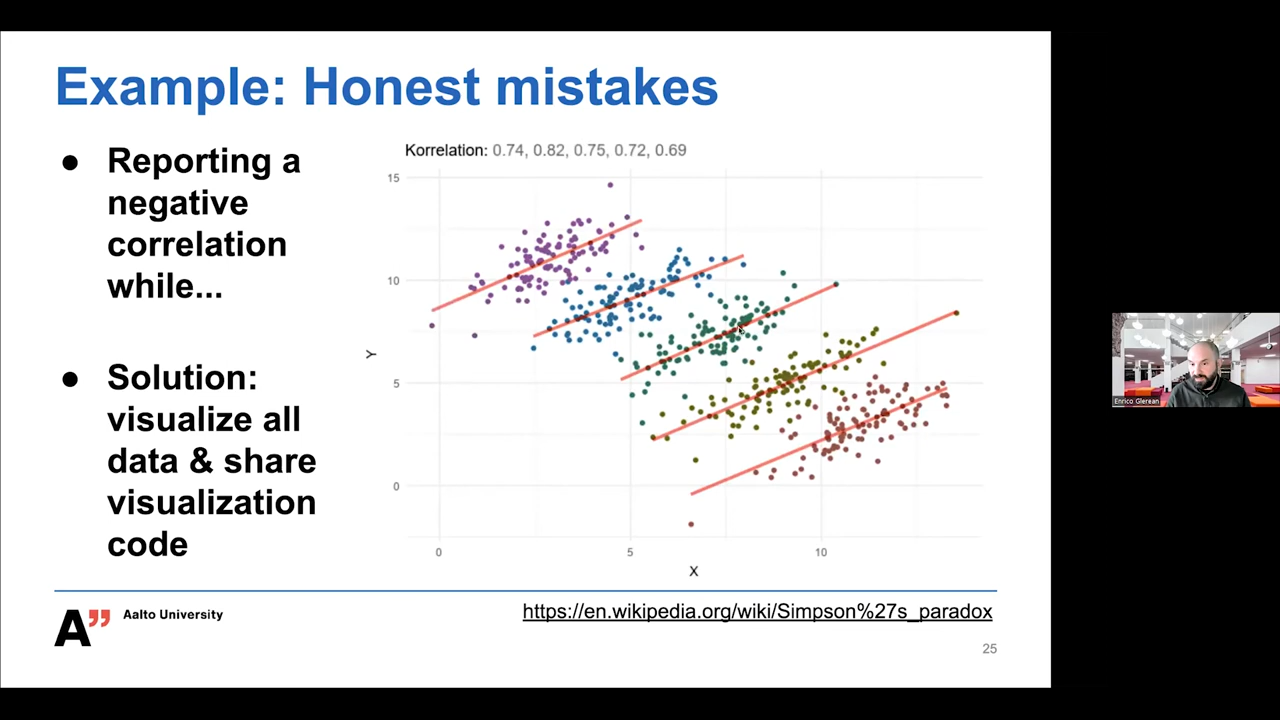 Example: Honest mistakes
● Reporting a
negative
correlation
while...
● Solution:
visualize all
data & share
visualization
code
Korrelation: 0.74, 0.82, 0.75, 0.72, 0.69
15
10
5
0
Y
0 5 10
X
A” Aalto University
https://en.wikipedia.org/wiki/Simpson%27s_paradox
25
Enrico Glerean